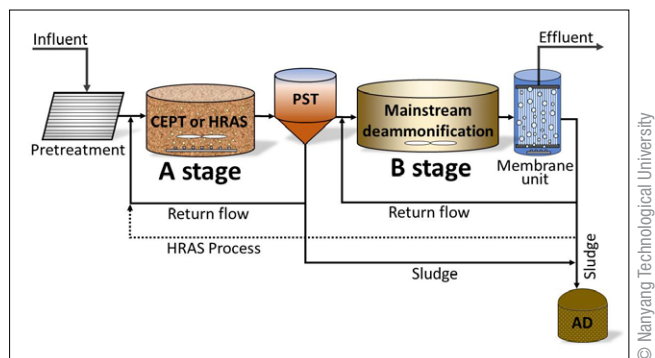 Influent
Effluent
PST
CEPT or HRAS
Mainstream
deammonification
Pretreatment
A stage
B stage
Membrane
unit
Return flow
Return flow
HRAS Process
Sludge
Sludge
AD
© Nanyang Technological University